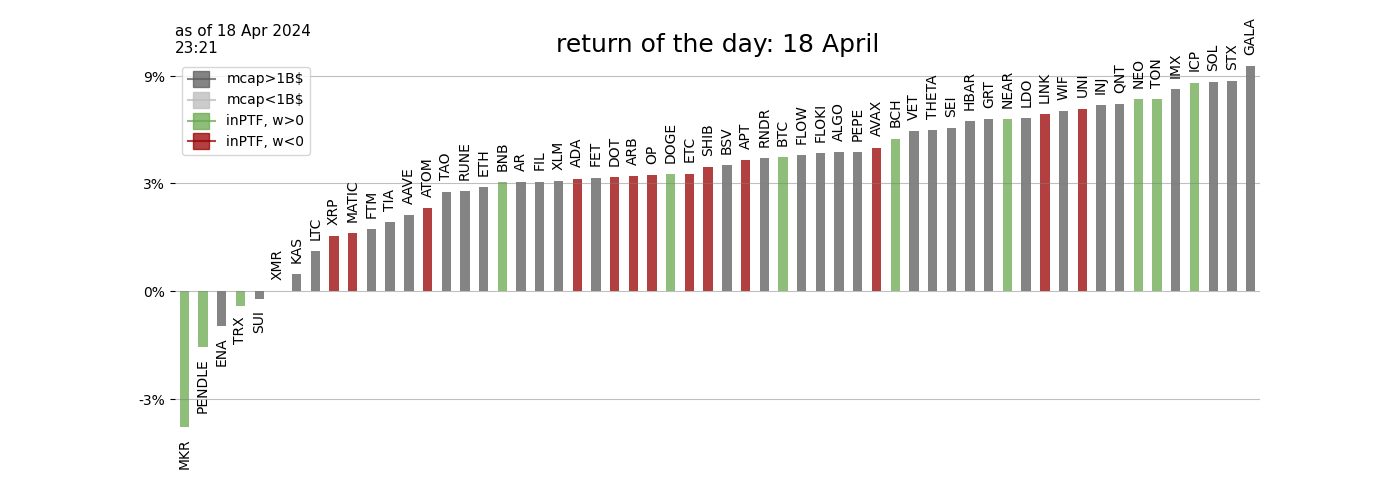 as of 18 Apr 2024
23:21
return of the day: 18 April
mcap>1B$
mcap<1B$
inPTF, w>0
inPTF, w<0
9%
3%
0%
-3%
MKR
PENDLE
ENA
TRX
SUI
XMR
KAS
LTC
XRP
MATIC
FTM
TIA
AAVE
ATOM
TAO
RUNE
ETH
BNB
AR
FIL
XLM
ADA
FET
DOT
ARB
OP
DOGE
ETC
SHIB
BSV
APT
RNDR
BTC
FLOW
FLOKI
ALGO
PEPE
AVAX
BCH
VET
THETA
SEI
HBAR
GRT
NEAR
LDO
LINK
WIF
UNI
INJ
QNT
NEO
TON
IMX
ICP
SOL
STX
GALA